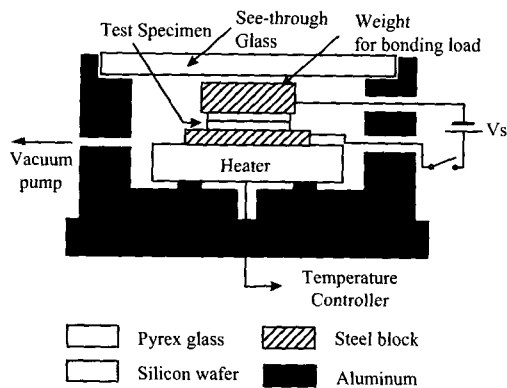 Test Specimen
See-through
Glass
Weight
for bonding load
Vs
Vacuum
pump
Heater
Temperature
Controller
Pyrex glass
Steel block
Silicon wafer
Aluminum